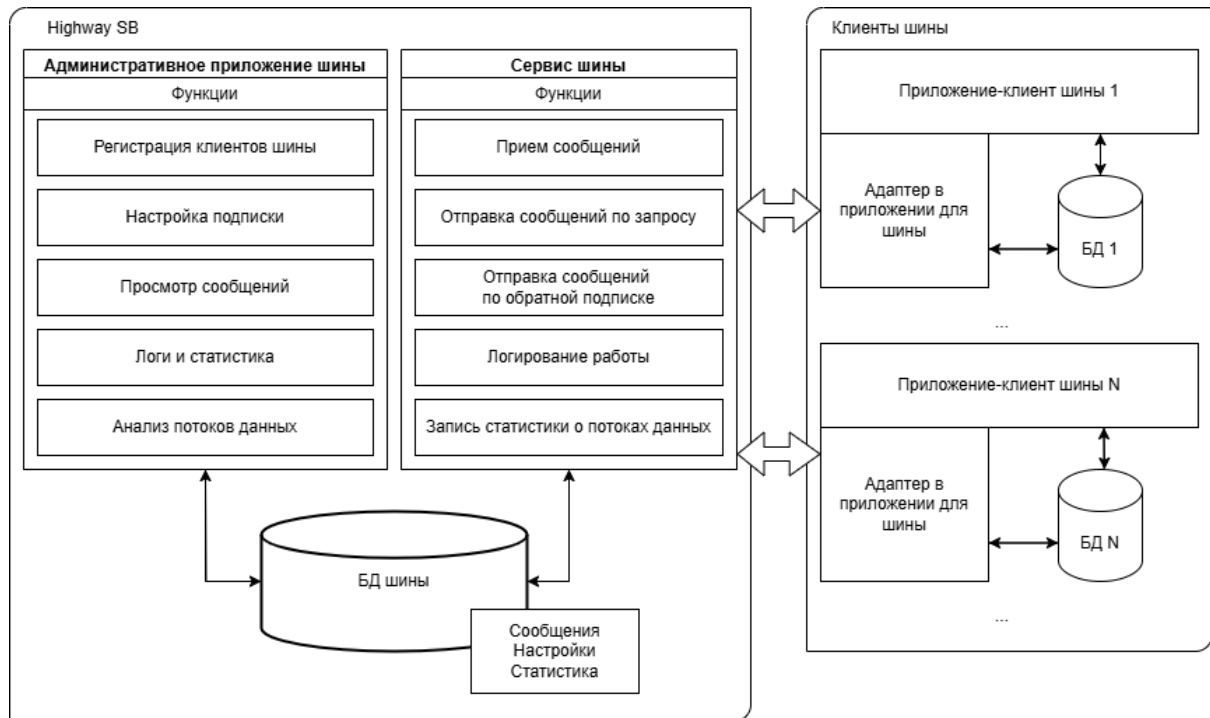 Highway SB
Административное приложение шины
Функции
Регистрация клиентов шины
Настройка подписки
Просмотр сообщений
Логи и статистика
Анализ потоков данных
Сервис шины
Функции
Прием сообщений
Отправка сообщений по запросу
Отправка сообщений
по обратной подписке
Логирование работы
Запись статистики о потоках данных
БД шины
Сообщения
Настройки
Статистика
Клиенты шины
Приложение-клиент шины 1
Адаптер в
приложении для
шины
БД 1
...
Приложение-клиент шины N
Адаптер в
приложении для
шины
БД N
...